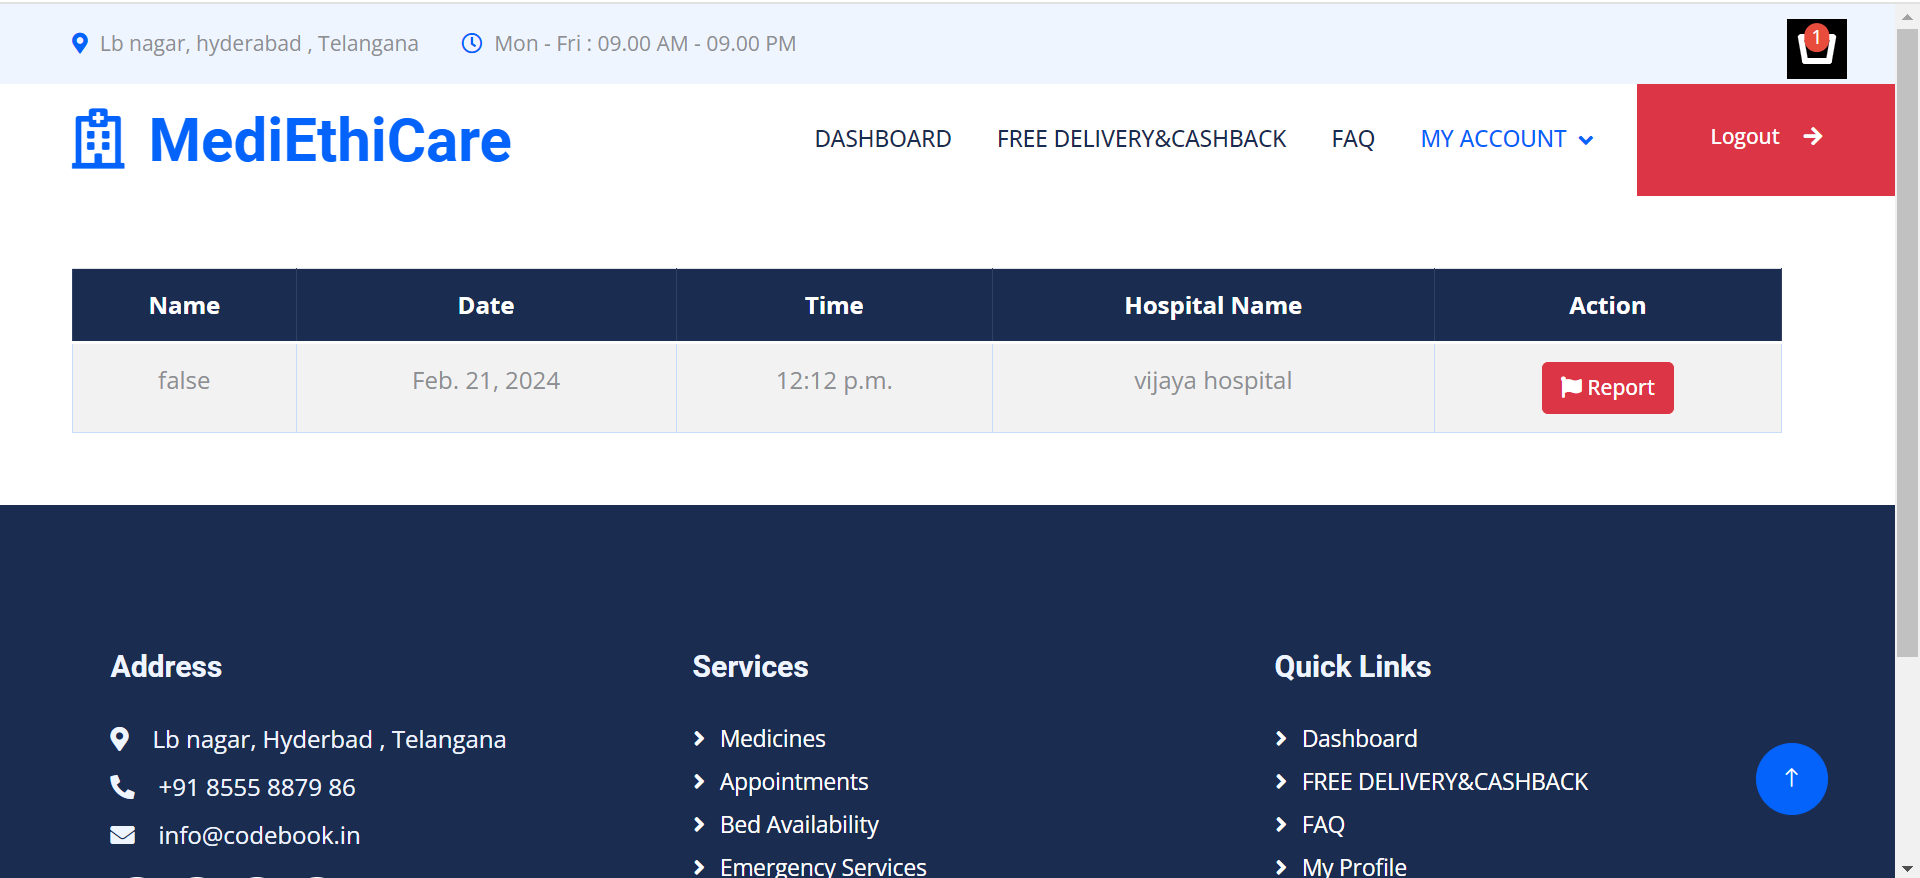 Lb nagar, hyderabad , Telangana
Mon - Fri : 09.00 AM - 09.00 PM
1
MediEthiCare
DASHBOARD
FREE DELIVERY&CASHBACK
FAQ
MY ACCOUNT
Logout
Name Date Time Hospital Name Action
false Feb. 21, 2024 12:12 p.m. vijaya hospital Report
Address
Lb nagar, Hyderbad , Telangana
+91 8555 8879 86
info@codebook.in
Services
Medicines
Appointments
Bed Availability
Emergency Services
Quick Links
Dashboard
FREE DELIVERY&CASHBACK
FAQ
My Profile